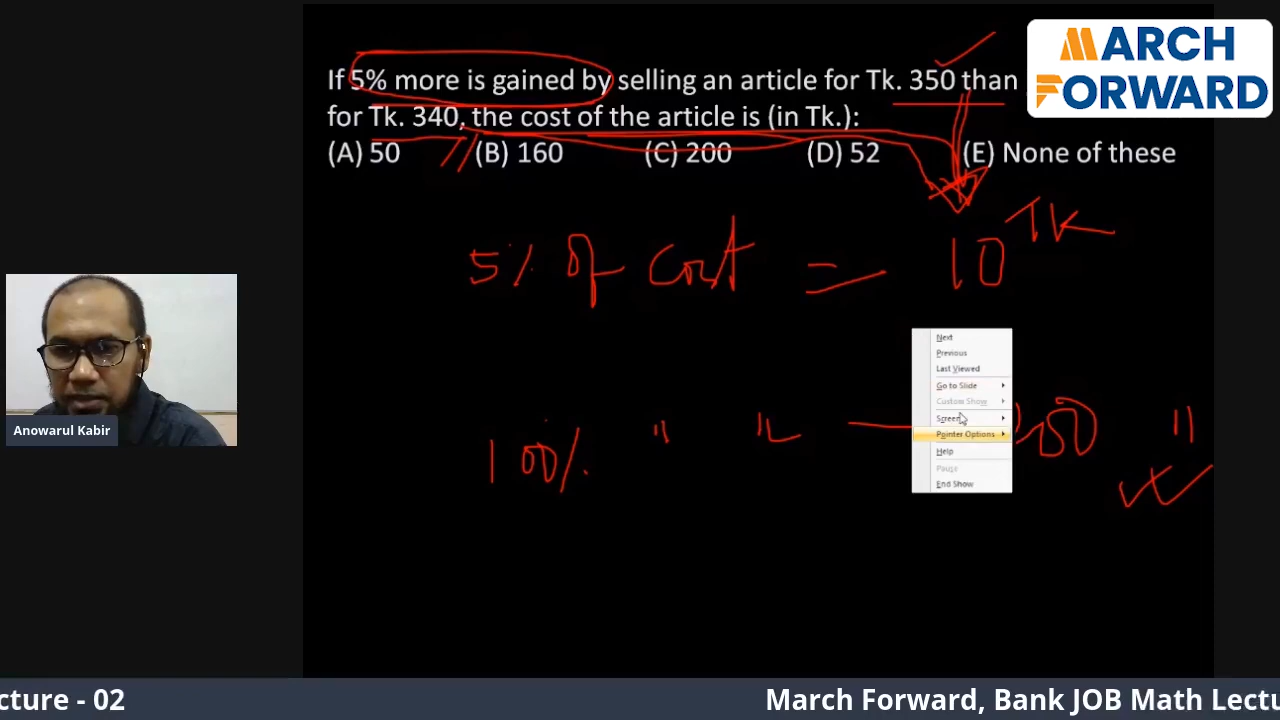 If 5% more is gained by selling an article for Tk. 350 than
for Tk. 340, the cost of the article is (in Tk.):
(A) 50 (B) 160 (C) 200 (D) 52 (E) None of these
MARCH
FORWARD
5% of cost = 10 TK
100% " "
Next
Previous
Last Viewed
Go to Slide
Custom Show
Screen
Pointer Options
Help
Pause
End Show
Anowarul Kabir
cture - 02 March Forward, Bank JOB Math Lectu